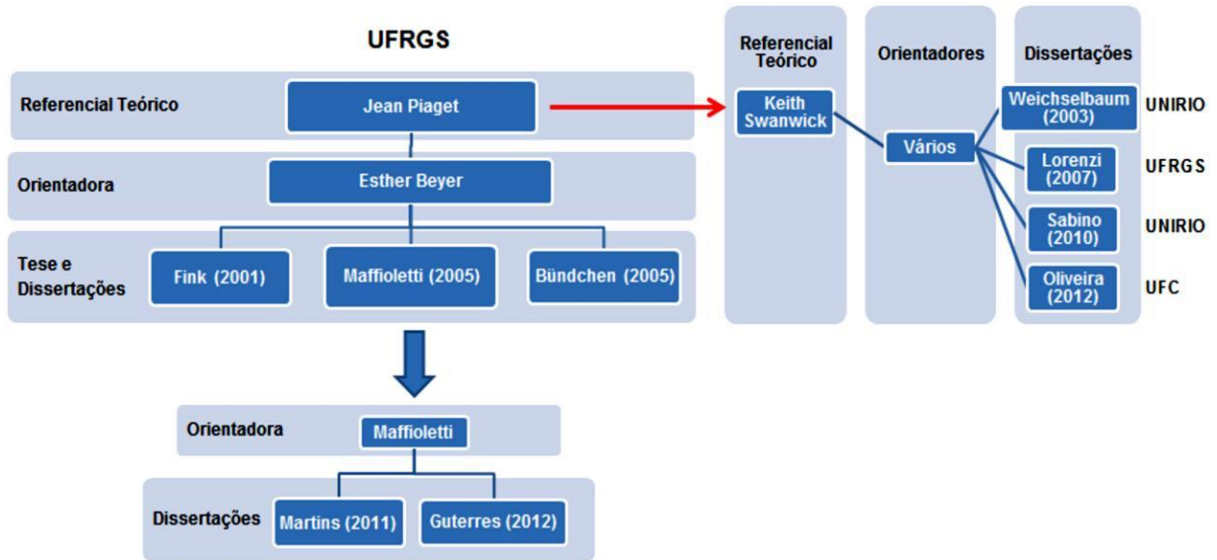 UFRGS
Referencial Teórico
Jean Piaget
Orientadora
Esther Beyer
Tese e
Dissertações
Fink (2001)
Maffioletti (2005)
Bündchen (2005)
Orientadora
Maffioletti
Dissertações
Martins (2011)
Guterres (2012)
Referencial
Teórico
Orientadores
Dissertações
Keith
Swanwick
Vários
Weichselbaum
(2003)
UNIRIO
Lorenzi
(2007)
UFRGS
Sabino
(2010)
UNIRIO
Oliveira
(2012)
UFC